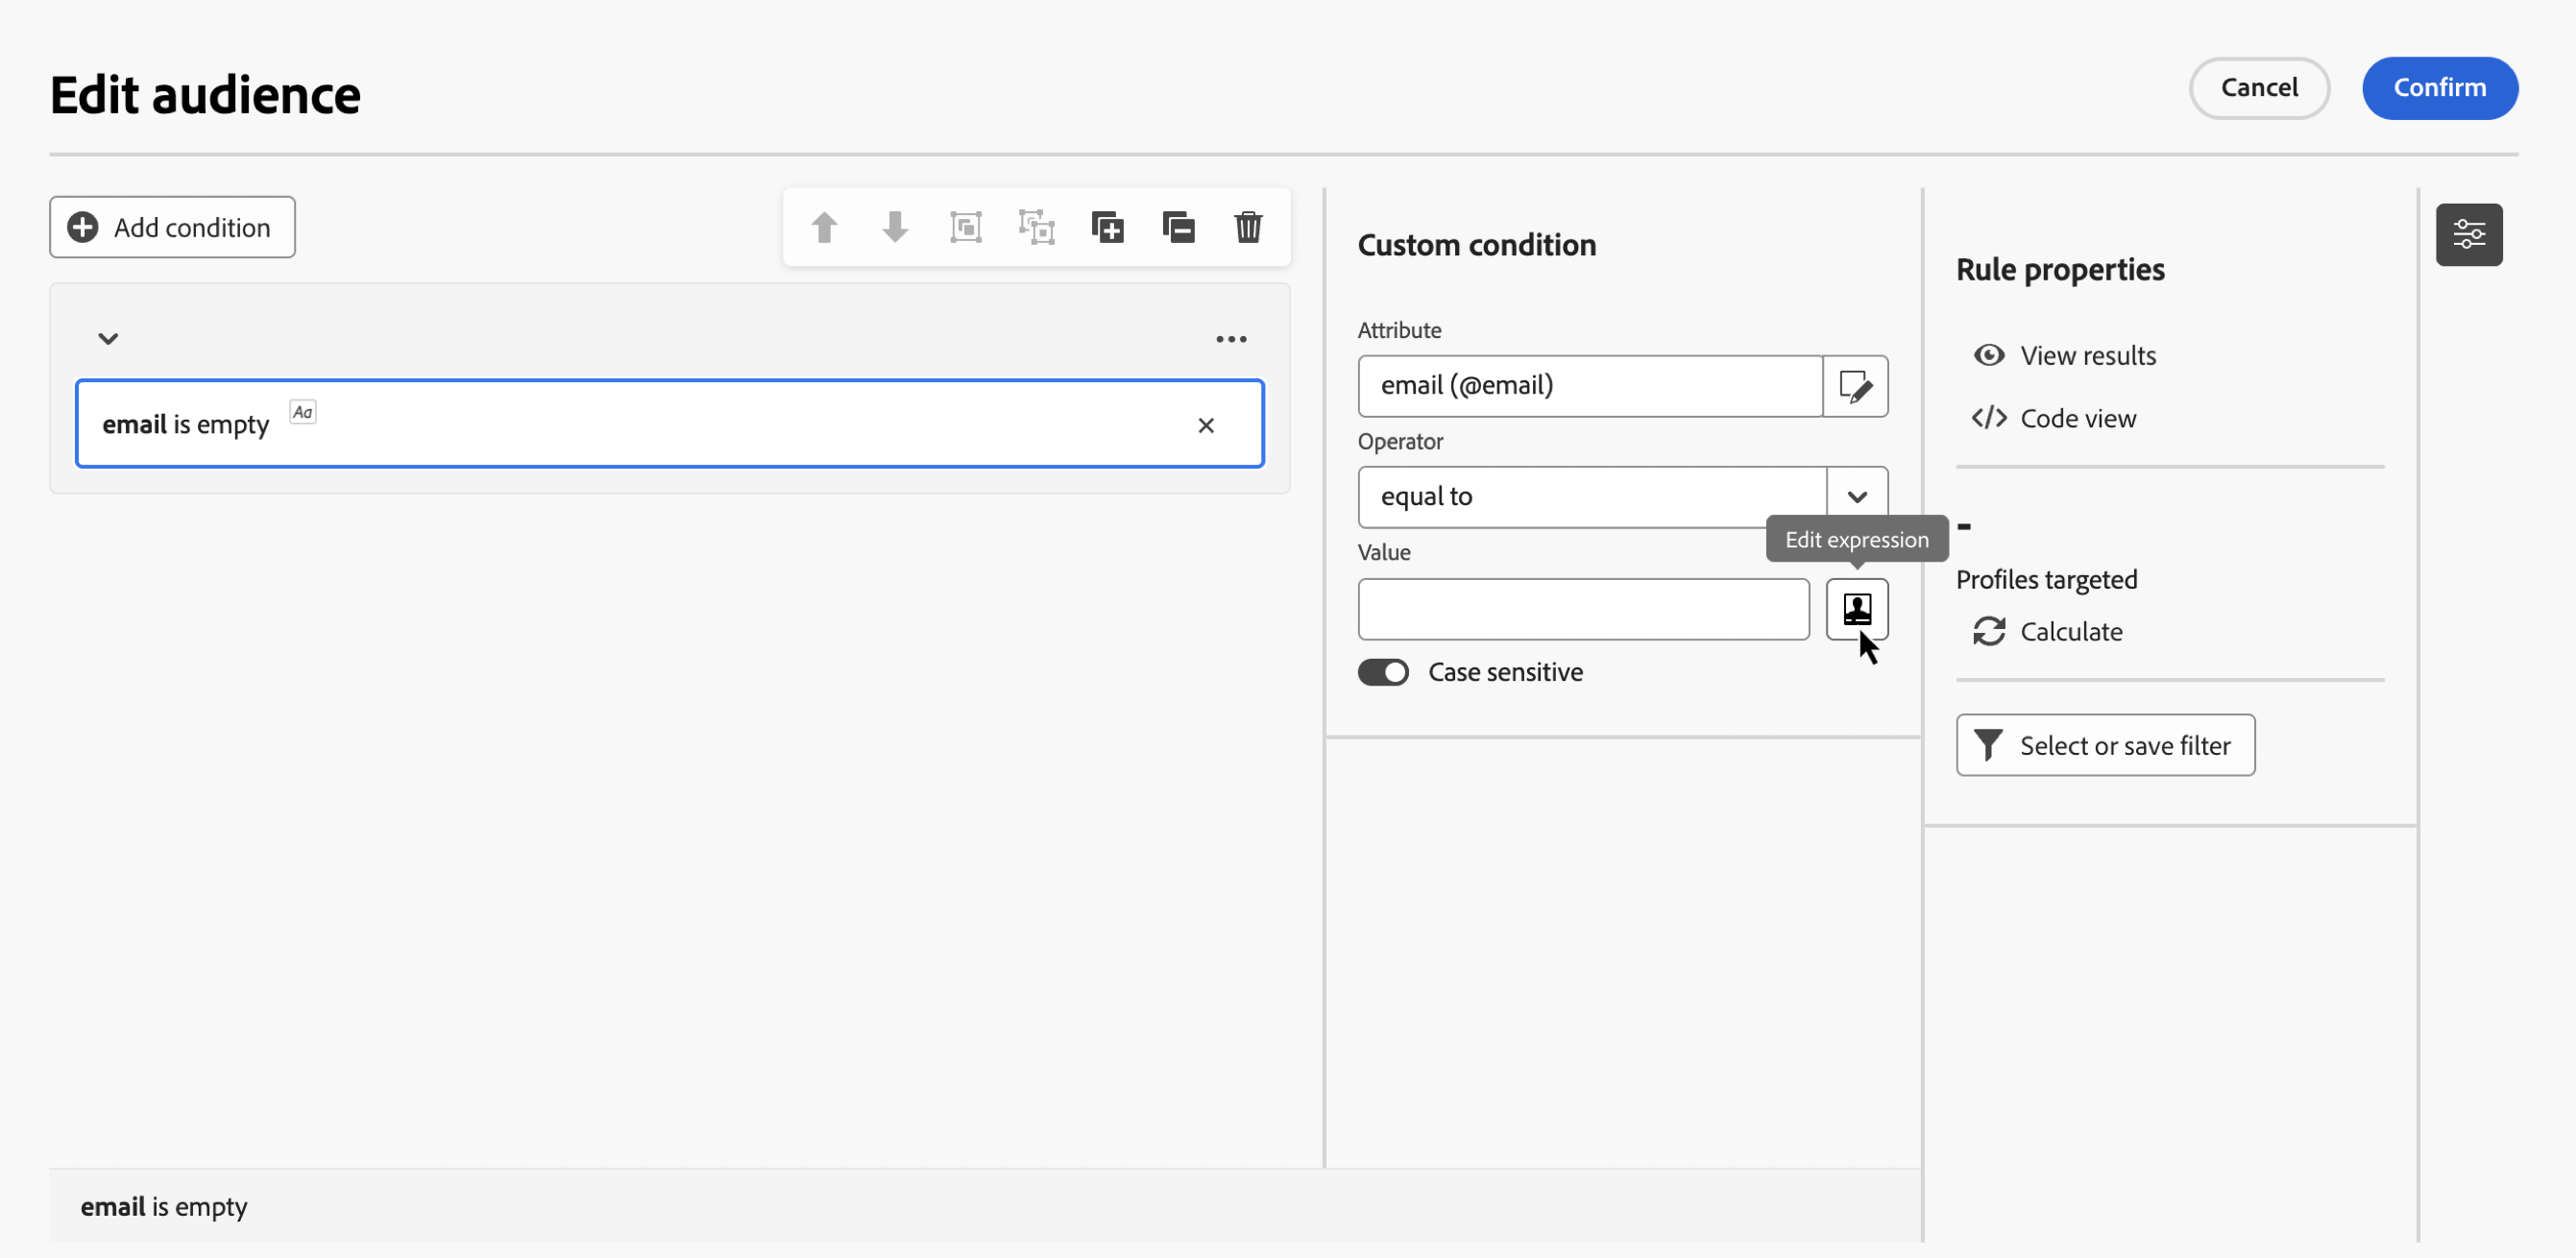 Edit audience
Cancel
Confirm
Add condition
email is empty Aa
Custom condition
Attribute
email (@email)
Operator
equal to
Edit expression
Value
Case sensitive
Rule properties
View results
</> Code view
-
Profiles targeted
Calculate
Select or save filter
email is empty